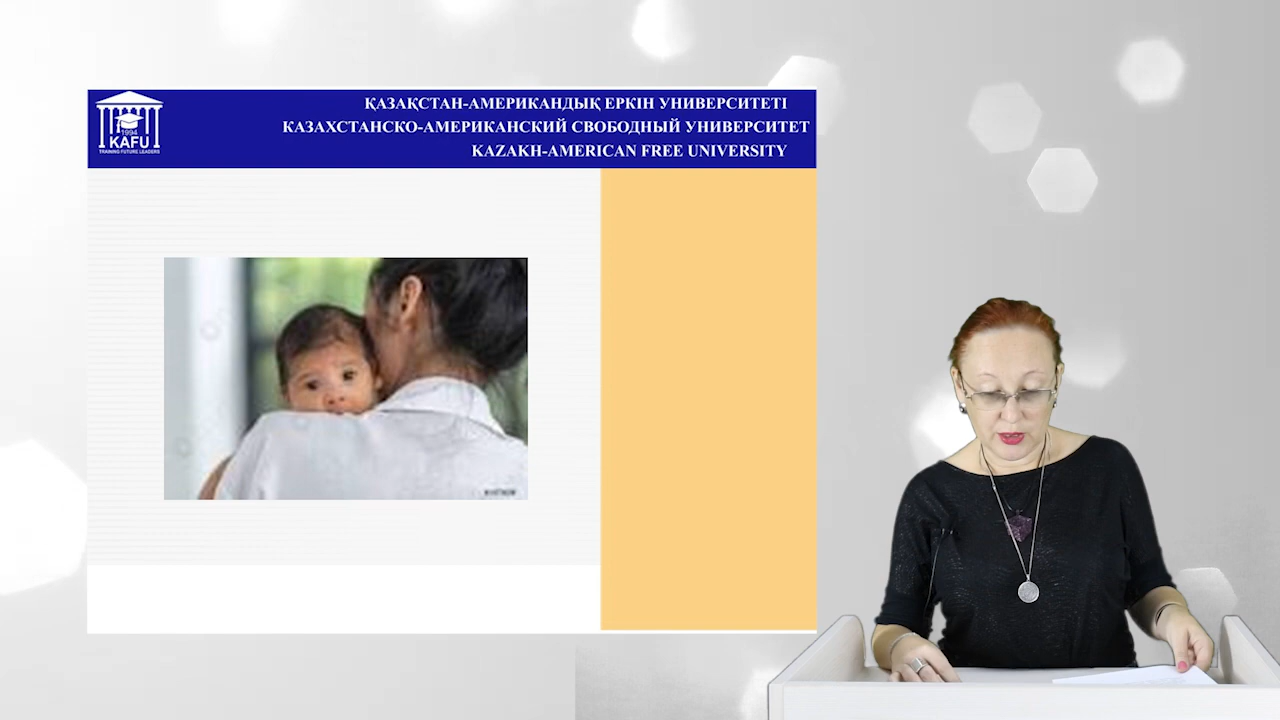 ҚАЗАҚСТАН-АМЕРИКАНДЫҚ ЕРКІН УНИВЕРСИТЕТІ
КАЗАХСТАНСКО-АМЕРИКАНСКИЙ СВОБОДНЫЙ УНИВЕРСИТЕТ
KAZAKH-AMERICAN FREE UNIVERSITY
1994
KAFU
TRAINING FUTURE LEADERS